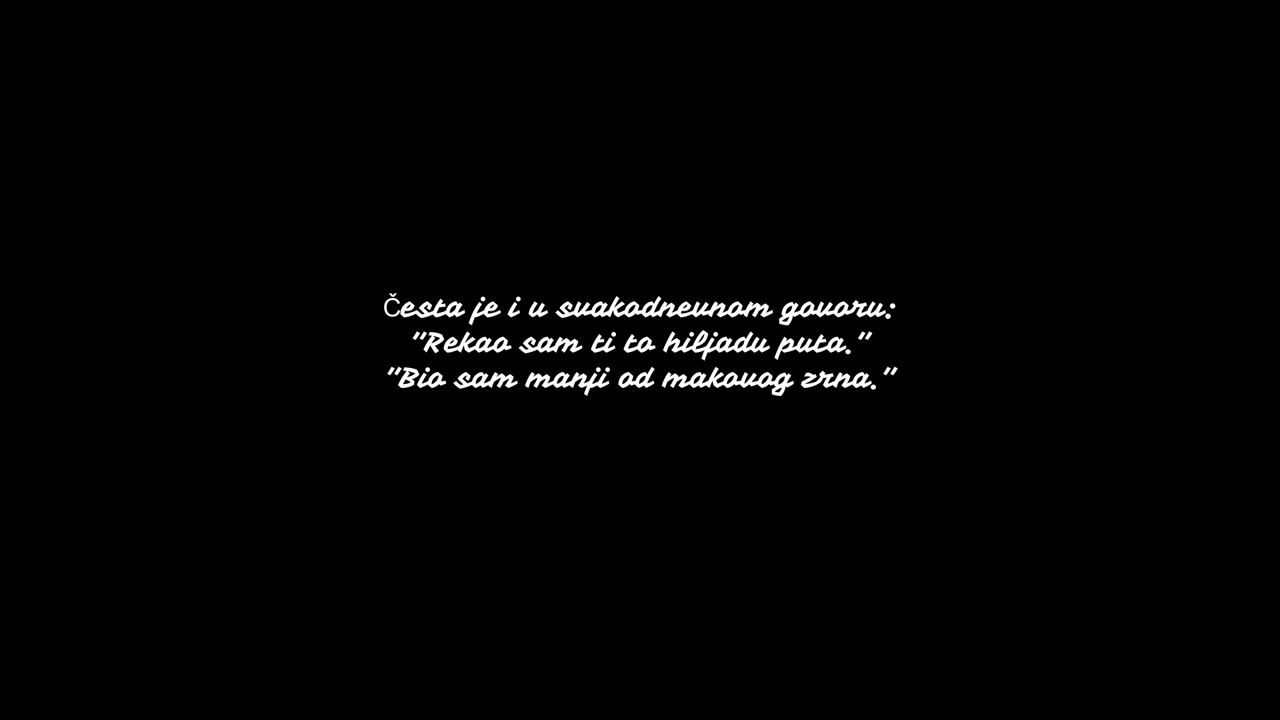 Česta je i u svakodnevnom govoru:
"Rekao sam ti to hiljadu puta."
"Bio sam manji od makovog zrna."